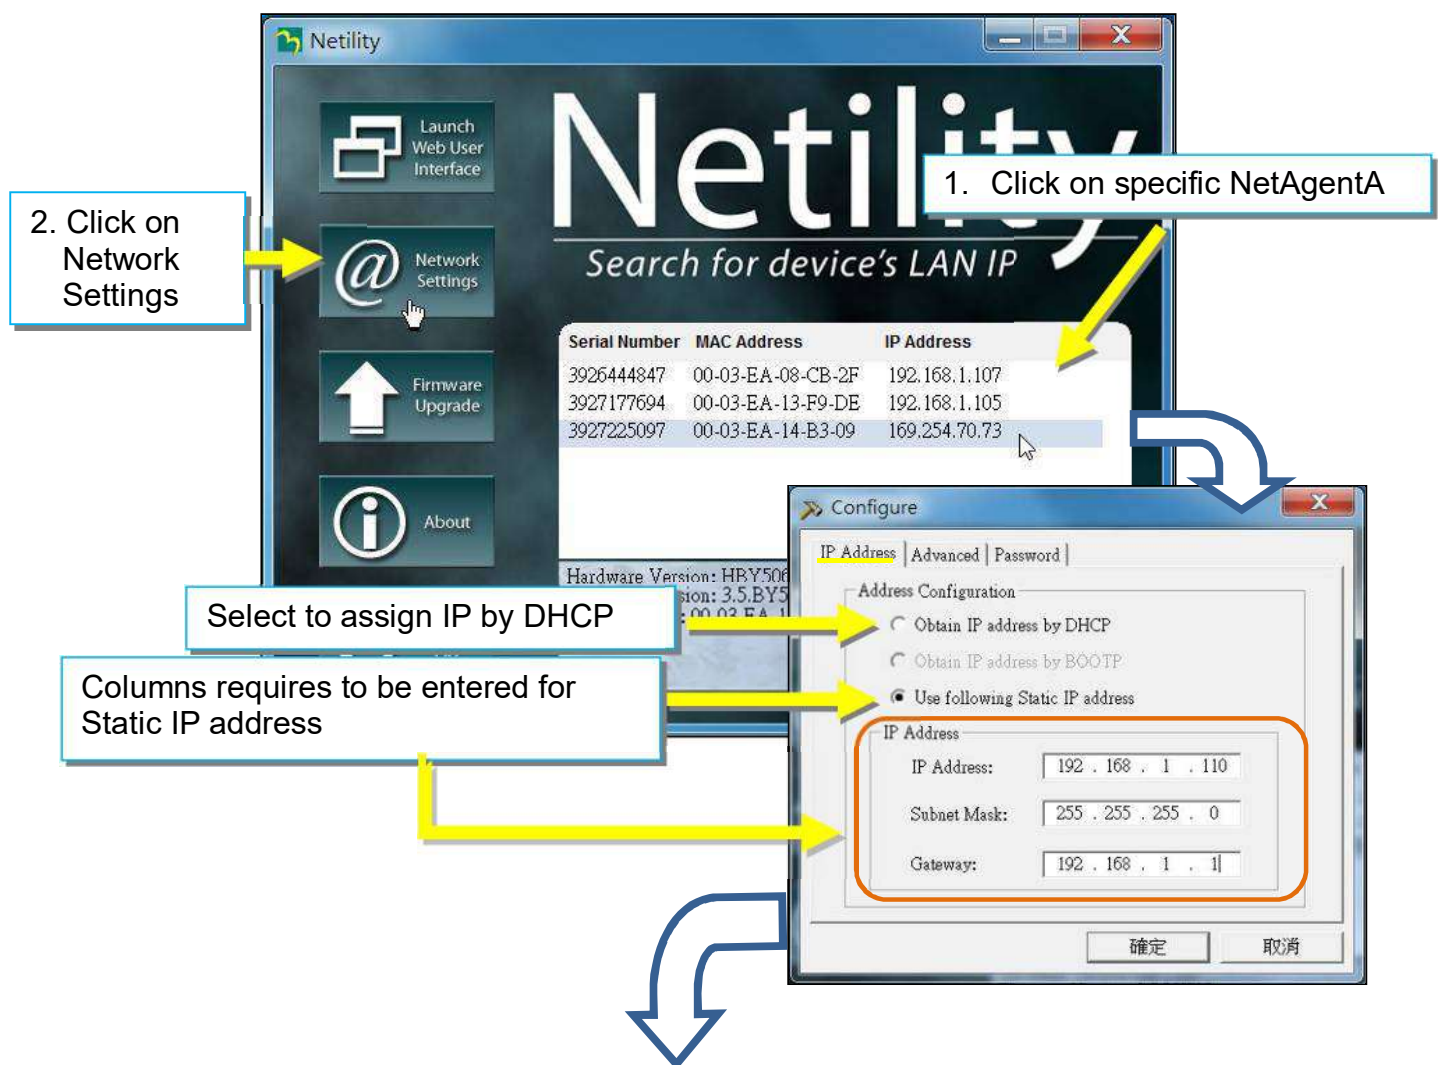 Netility
Netility
Search for device's LAN IP
Launch
Web User
Interface
1. Click on specific NetAgentA
2. Click on
Network
Settings
Network
Settings
Serial Number MAC Address IP Address
3926444847 00-03-EA-08-CB-2F 192.168.1.107
3927177694 00-03-EA-13-F9-DE 192.168.1.105
3927225097 00-03-EA-14-B3-09 169.254.70.73
Firmware
Upgrade
About
Hardware Version: HBY506
3.5.BY5
Configure
IP Address Advanced Password
Address Configuration
Select to assign IP by DHCP
Obtain IP address by DHCP
Obtain IP address by BOOTP
Columns requires to be entered for
Static IP address
Use following Static IP address
IP Address
IP Address: 192 . 168 . 1 . 110
Subnet Mask: 255 . 255 . 255 . 0
Gateway: 192 . 168 . 1 . 1
確定 取消